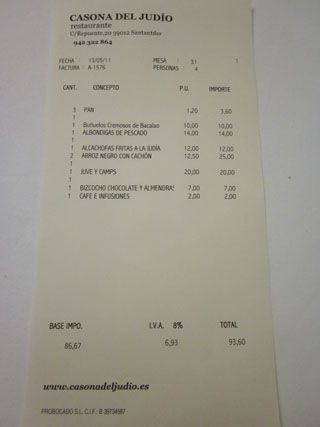 CASONA DEL JUDÍO
restaurante
C/Repuente,20 39012 Santander
942 322 864
FECHA : 13/05/11 MESA : 31 1
FACTURA : A-1576 PERSONAS : 4
CANT. CONCEPTO P.U. IMPORTE
3 PAN 1,20 3,60
1
1 Buñuelos Cremosos de Bacalao 10,00 10,00
1 ALBONDIGAS DE PESCADO 14,00 14,00
1
1 ALCACHOFAS FRITAS A LA JUDÍA 12,00 12,00
2 ARROZ NEGRO CON CACHÓN 12,50 25,00
1
1 JUVE Y CAMPS 20,00 20,00
1
1 BIZCOCHO CHOCOLATE Y ALMENDRAS 7,00 7,00
1 CAFE E INFUSIONES 2,00 2,00
BASE IMPO. I.V.A. 8% TOTAL
86,67 6,93 93,60
www.casonadeljudio.es
PROBOCADO S.L. C.I.F.: B 39734587